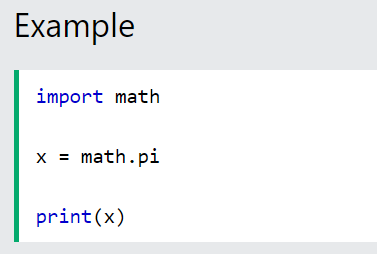 Example
import math
x = math.pi
print(x)